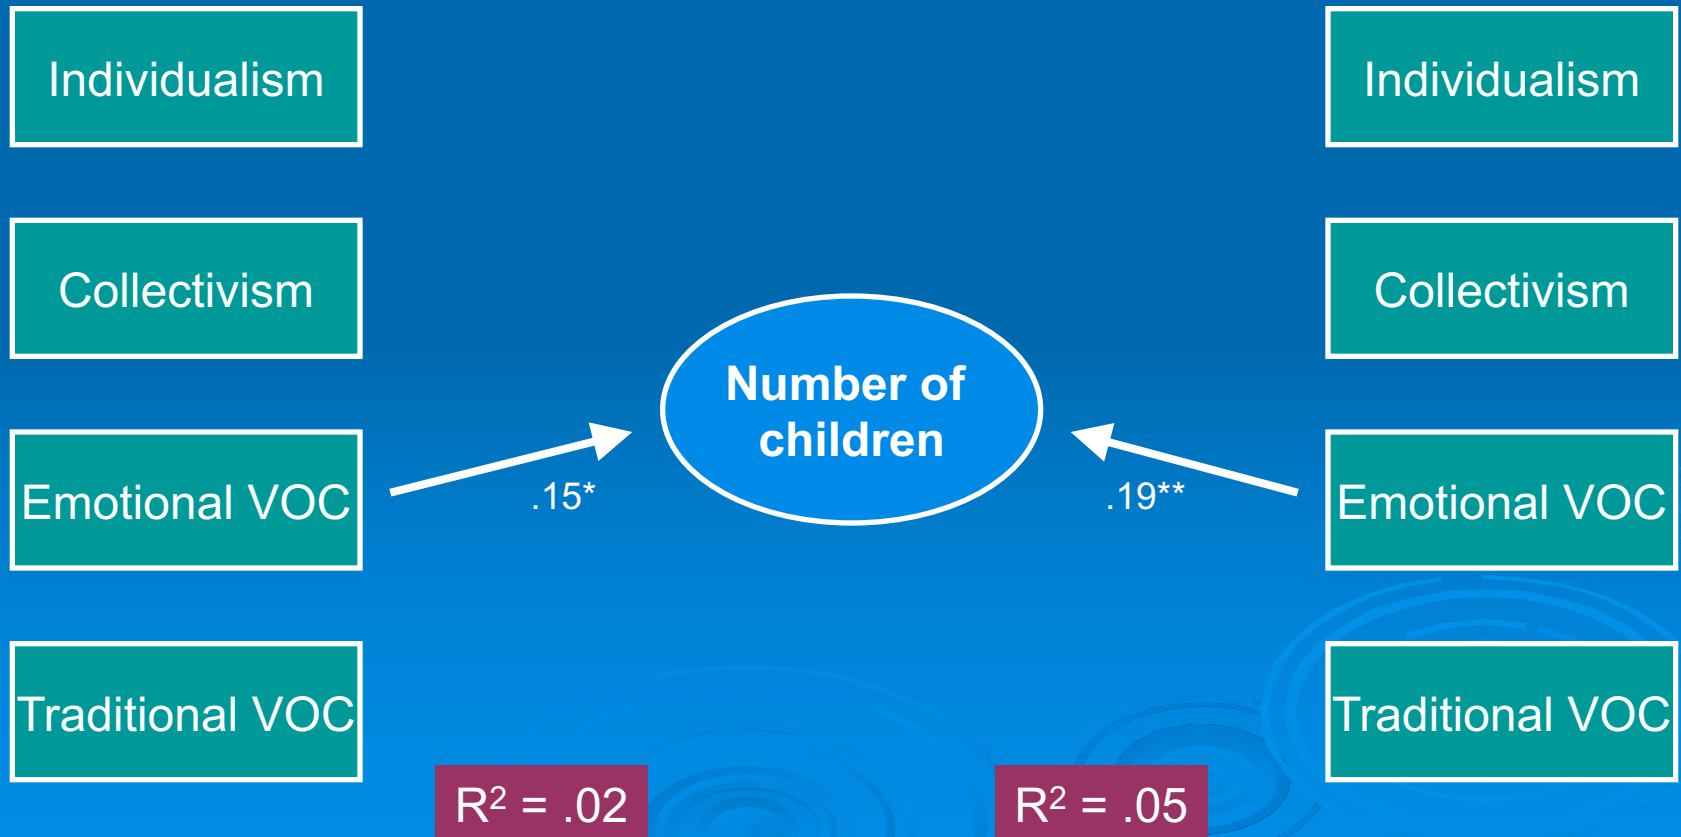 Individualism
Individualism
Collectivism
Collectivism
Number of
children
Emotional VOC
.15*
.19**
Emotional VOC
Traditional VOC
Traditional VOC
R² = .02
R² = .05